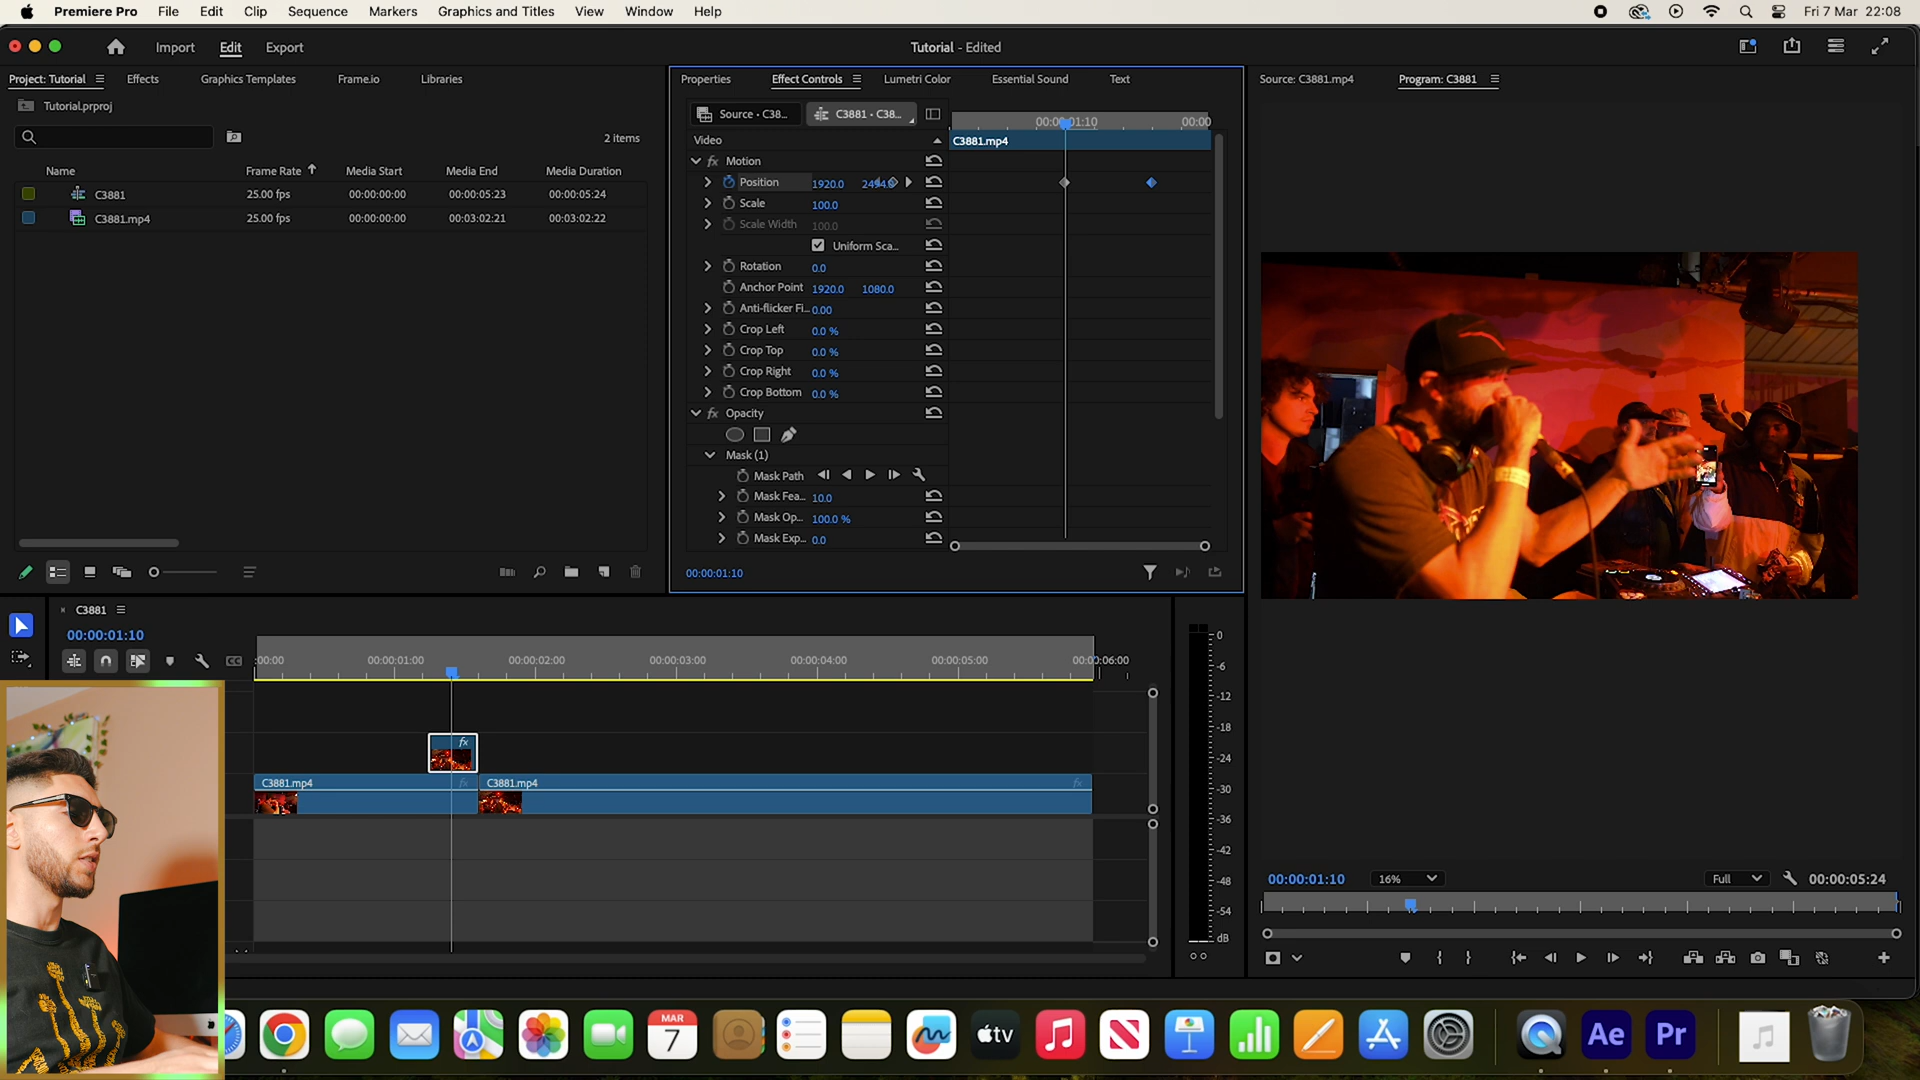 Premiere Pro File Edit Clip Sequence Markers Graphics and Titles View Window Help Fri 7 Mar 22:08
Import Edit Export Tutorial - Edited
Project: Tutorial Effects Graphics Templates Frame.io Libraries
Tutorial.prproj
2 items
Name Frame Rate Media Start Media End Media Duration
C3881 25.00 fps 00:00:00:00 00:00:05:23 00:00:05:24
C3881.mp4 25.00 fps 00:00:00:00 00:03:02:21 00:03:02:22
Properties Effect Controls Lumetri Color Essential Sound Text
Source • C38... C3881 • C38...
00:00:01:10 00:00
Video C3881.mp4
fx Motion
Position 1920.0 2494.0
Scale 100.0
Scale Width 100.0
Uniform Sca...
Rotation 0.0
Anchor Point 1920.0 1080.0
Anti-flicker Fi... 0.00
Crop Left 0.0 %
Crop Top 0.0 %
Crop Right 0.0 %
Crop Bottom 0.0 %
fx Opacity
Mask (1)
Mask Path
Mask Fea... 10.0
Mask Op... 100.0 %
Mask Exp... 0.0
00:00:01:10
Source: C3881.mp4 Program: C3881
00:00:01:10 16% Full 00:00:05:24
× C3881
00:00:01:10
CC
:00:00 00:00:01:00 00:00:02:00 00:00:03:00 00:00:04:00 00:00:05:00 00:00:06:00
fx
C3881.mp4 fx C3881.mp4 fx
0
-6
-12
-18
-24
-30
-36
-42
-48
-54
dB
MAR
7
tv
Ae
Pr